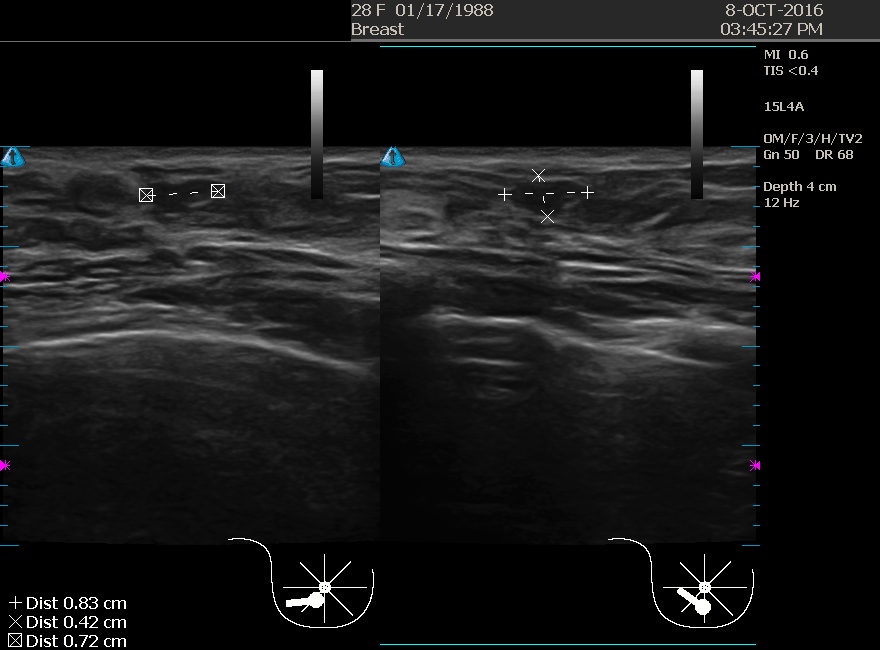 28 F 01/17/1988 8-OCT-2016
Breast 03:45:27 PM
MI 0.6
TIS <0.4
15L4A
OM/F/3/H/TV2
Gn 50 DR 68
Depth 4 cm
12 Hz
Dist 0.83 cm
Dist 0.42 cm
Dist 0.72 cm